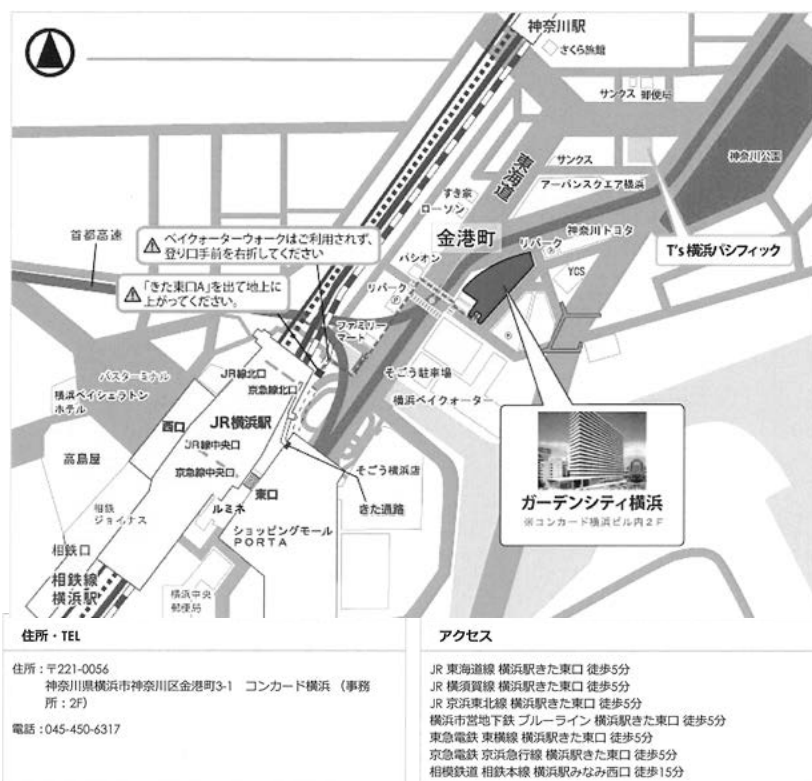 神奈川駅
さくら旅館
サンクス 郵便局
神奈川公園
東海道
サンクス
アーバンスクエア横浜
すき家
ローソン
金港町
リパーク
神奈川トヨタ
T's 横浜パシフィック
首都高速
ベイクォーターウォークはご利用されず、
登り口手前を右折してください
パシオン
YCS
「きた東口A」を出て地上に
上がってください。
リパーク
P
ファミリー
マート
バスターミナル
JR線北口
京急線北口
そごう駐車場
横浜ベイクォーター
横浜ベイシェラトン
ホテル
西口
JR横浜駅
高島屋
JR線中央口
京急線中央口
そごう横浜店
東口
きた通路
ガーデンシティ横浜
※コンカード横浜ビル内2F
相鉄
ジョイナス
ルミネ
ショッピングモール
PORTA
相鉄口
相鉄線
横浜駅
横浜中央
郵便局
住所・TEL
住所：〒221-0056
神奈川県横浜市神奈川区金港町3-1 コンカード横浜 （事務
所：2F）
電話：045-450-6317
アクセス
JR 東海道線 横浜駅きた東口 徒歩5分
JR 横須賀線 横浜駅きた東口 徒歩5分
JR 京浜東北線 横浜駅きた東口 徒歩5分
横浜市営地下鉄 ブルーライン 横浜駅きた東口 徒歩5分
東急電鉄 東横線 横浜駅きた東口 徒歩5分
京急電鉄 京浜急行線 横浜駅きた東口 徒歩5分
相模鉄道 相鉄本線 横浜駅みなみ西口 徒歩15分